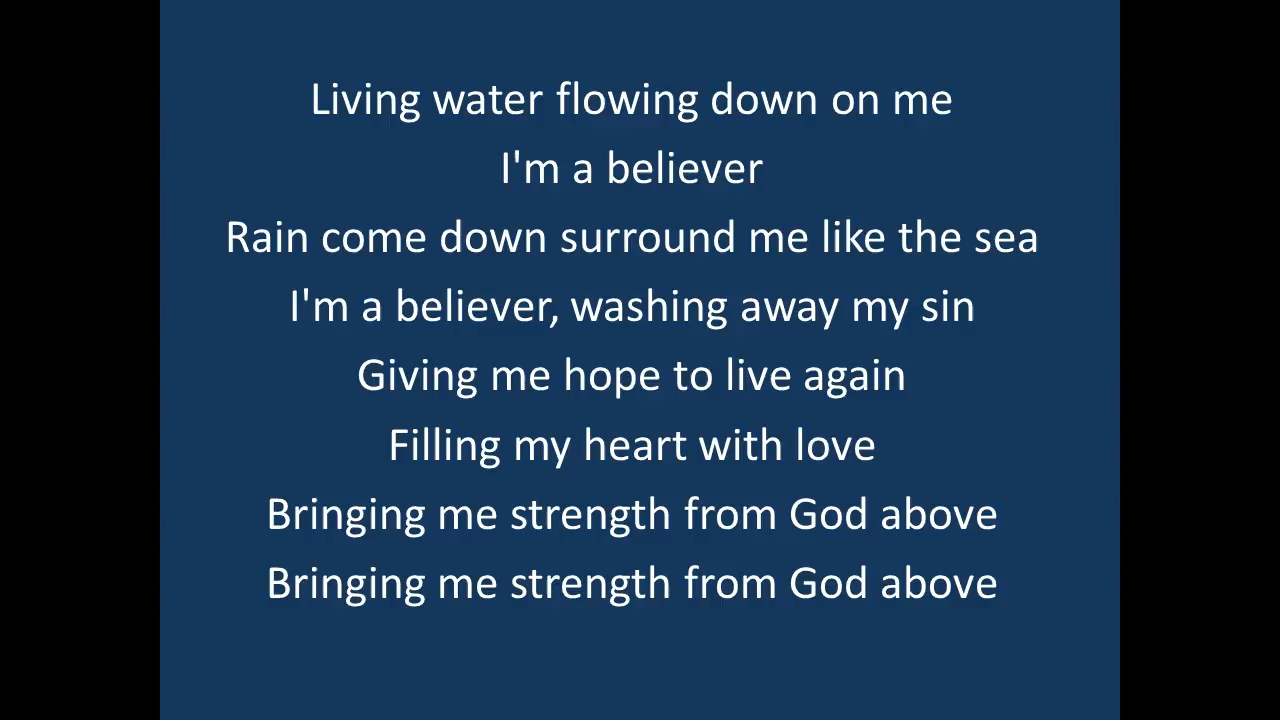 Living water flowing down on me
I'm a believer
Rain come down surround me like the sea
I'm a believer, washing away my sin
Giving me hope to live again
Filling my heart with love
Bringing me strength from God above
Bringing me strength from God above